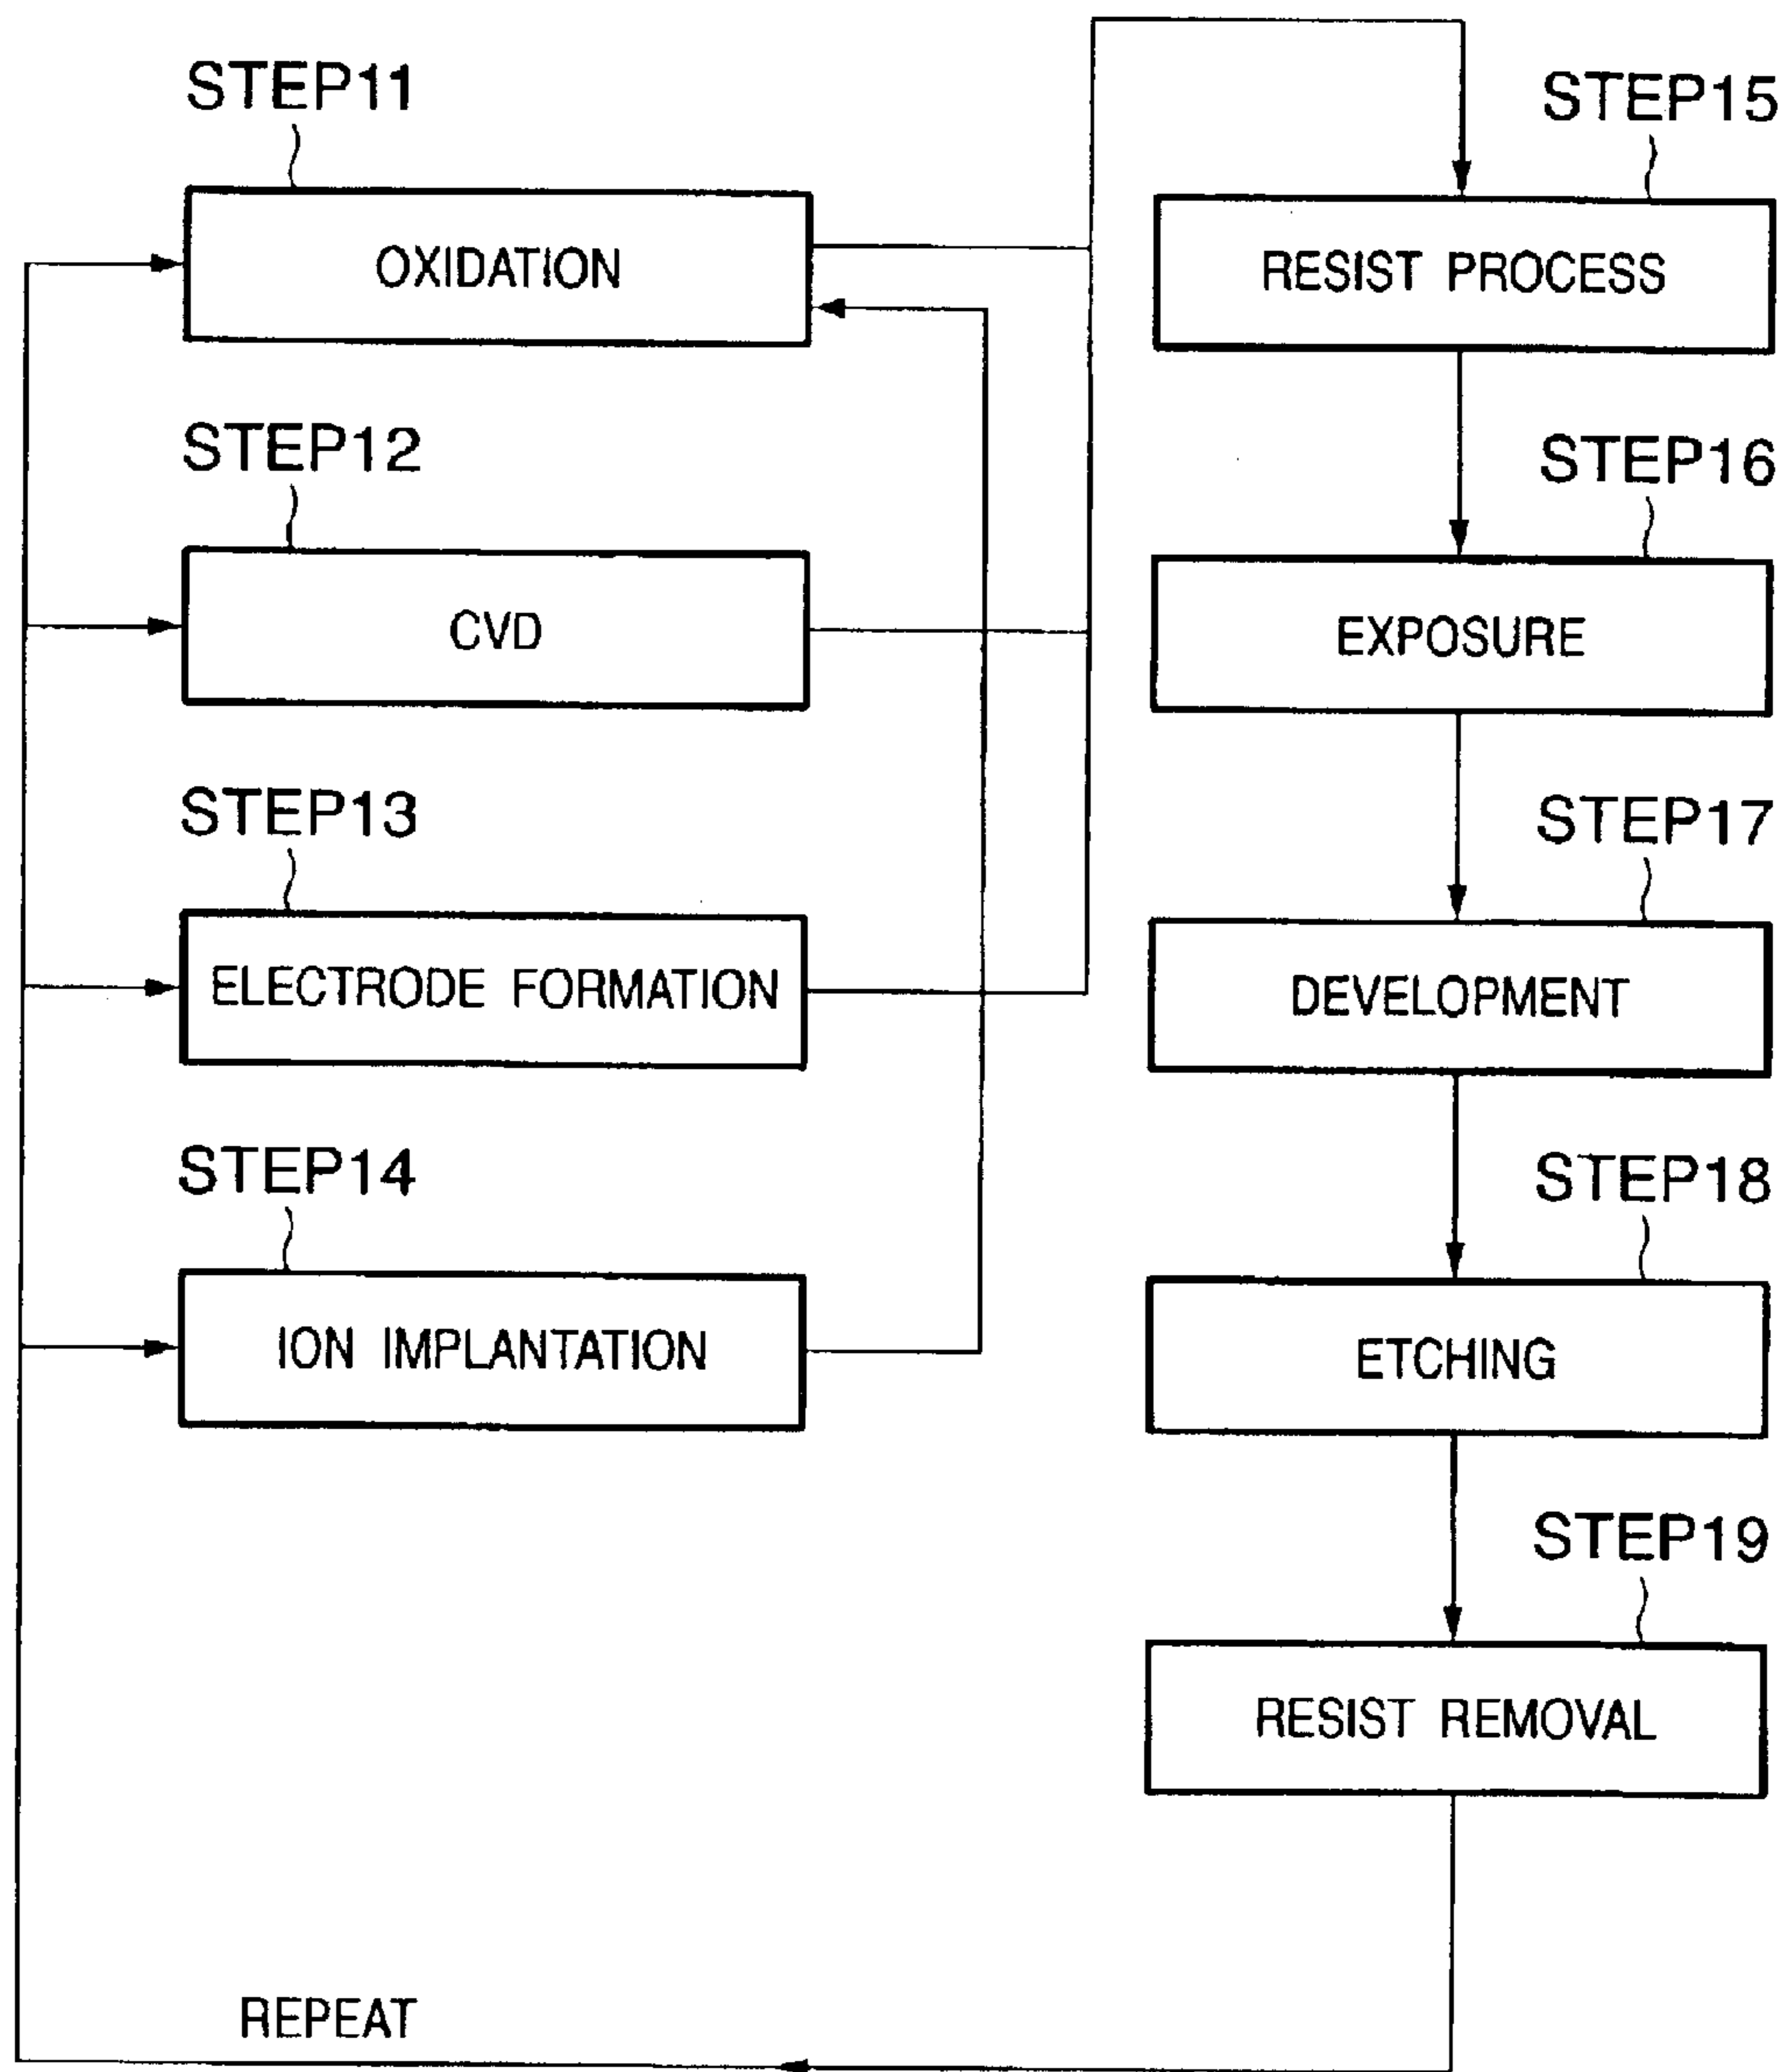 STEP11
OXIDATION
STEP12
CVD
STEP13
ELECTRODE FORMATION
STEP14
ION IMPLANTATION
STEP15
RESIST PROCESS
STEP16
EXPOSURE
STEP17
DEVELOPMENT
STEP18
ETCHING
STEP19
RESIST REMOVAL
REPEAT